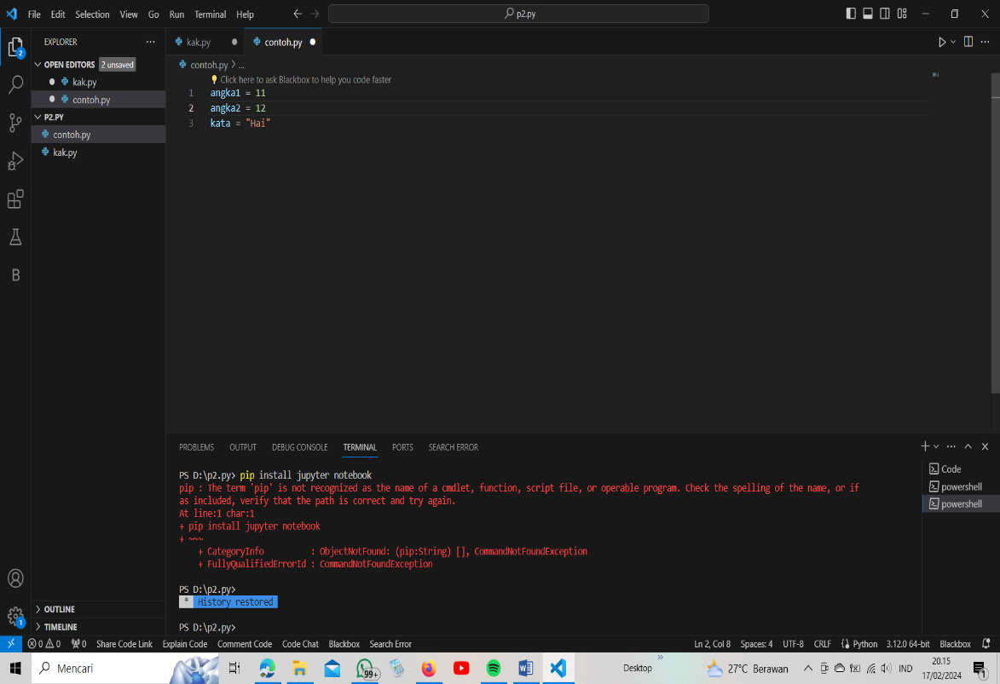 File Edit Selection View Go Run Terminal Help
p2.py
EXPLORER
OPEN EDITORS 2 unsaved
kak.py
contoh.py
P2.PY
contoh.py
kak.py
OUTLINE
TIMELINE
2
B
1
kak.py
contoh.py
contoh.py > ...
Click here to ask Blackbox to help you code faster
1 angka1 = 11
2 angka2 = 12
3 kata = "Hai"
PROBLEMS OUTPUT DEBUG CONSOLE TERMINAL PORTS SEARCH ERROR
PS D:\p2.py> pip install jupyter notebook
pip : The term 'pip' is not recognized as the name of a cmdlet, function, script file, or operable program. Check the spelling of the name, or if
as included, verify that the path is correct and try again.
At line:1 char:1
+ pip install jupyter notebook
+ ~~~
+ CategoryInfo : ObjectNotFound: (pip:String) [], CommandNotFoundException
+ FullyQualifiedErrorId : CommandNotFoundException
PS D:\p2.py>
* History restored
PS D:\p2.py>
Code
powershell
powershell
0 0 0 Share Code Link Explain Code Comment Code Code Chat Blackbox Search Error Ln 2, Col 8 Spaces: 4 UTF-8 CRLF Python 3.12.0 64-bit Blackbox
Mencari 99+ Desktop 27°C Berawan IND 20.15
17/02/2024
1